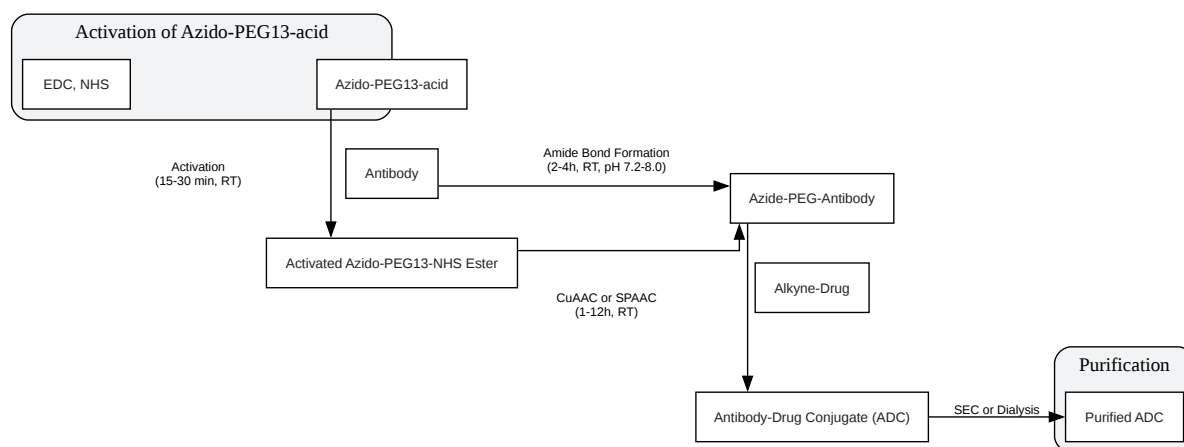 Activation of Azido-PEG13-acid
EDC, NHS
Azido-PEG13-acid
Activation
(15-30 min, RT)
Antibody
Amide Bond Formation
(2-4h, RT, pH 7.2-8.0)
Azide-PEG-Antibody
Activated Azido-PEG13-NHS Ester
CuAAC or SPAAC
(1-12h, RT)
Alkyne-Drug
Purification
Antibody-Drug Conjugate (ADC)
SEC or Dialysis
Purified ADC